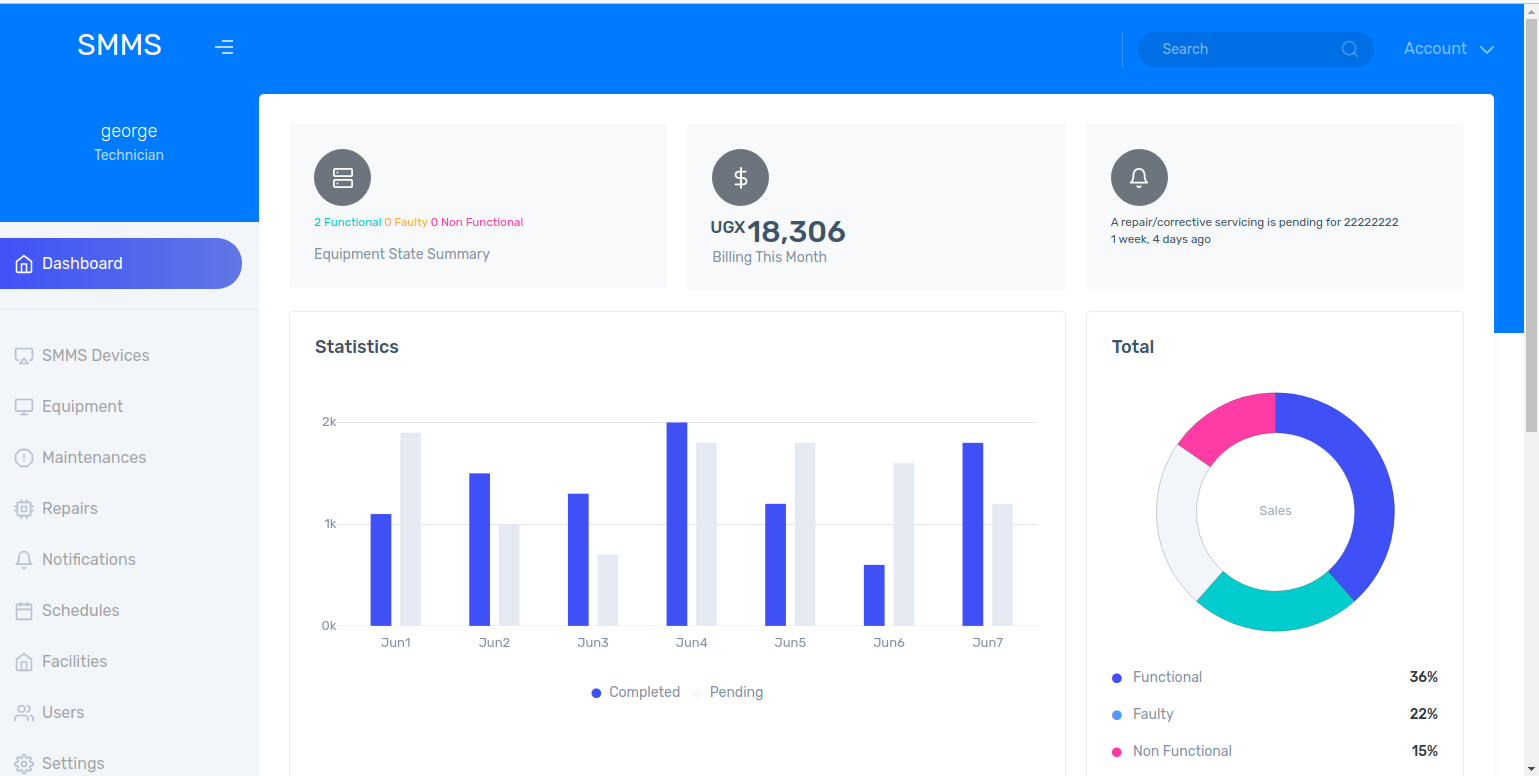 SMMS
Search
Account
george
Technician
Dashboard
SMMS Devices
Equipment
Maintenances
Repairs
Notifications
Schedules
Facilities
Users
Settings
2 Functional 0 Faulty 0 Non Functional
Equipment State Summary
UGX18,306
Billing This Month
A repair/corrective servicing is pending for 22222222
1 week, 4 days ago
Statistics
2k
1k
0k
Jun1 Jun2 Jun3 Jun4 Jun5 Jun6 Jun7
Completed Pending
Total
Sales
Functional 36%
Faulty 22%
Non Functional 15%